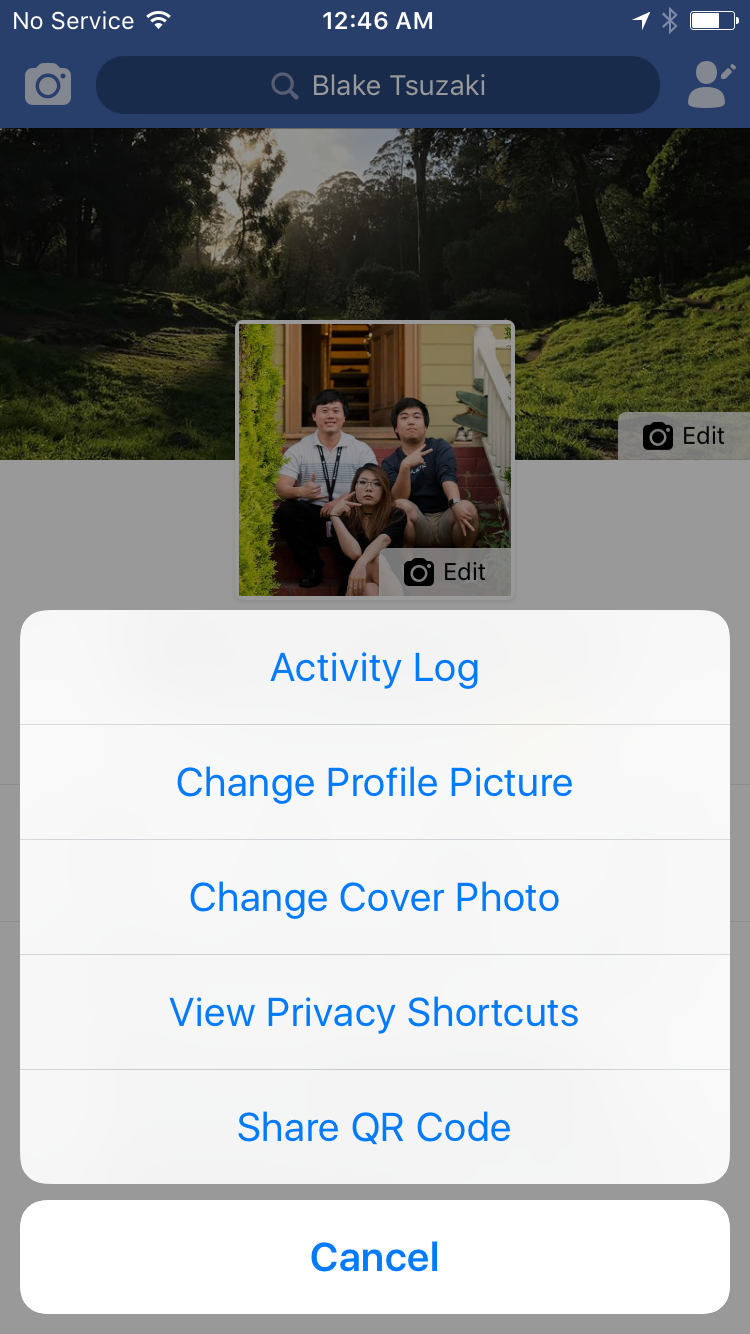 No Service 12:46 AM
Blake Tsuzaki
Edit
Edit
Activity Log
Change Profile Picture
Change Cover Photo
View Privacy Shortcuts
Share QR Code
Cancel